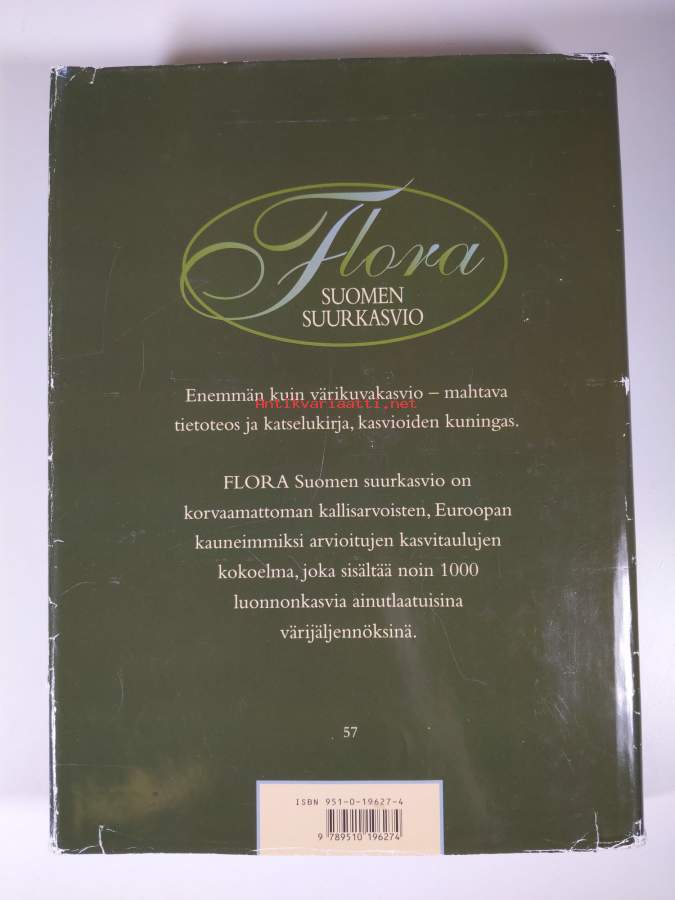 Flora
SUOMEN
SUURKASVIO
Enemmän kuin värikuvakasvio – mahtava
Antikvariaatti.net
tietoteos ja katselukirja, kasvioiden kuningas.
FLORA Suomen suurkasvio on
korvaamattoman kallisarvoisten, Euroopan
kauneimmiksi arvioitujen kasvitaulujen
kokoelma, joka sisältää noin 1000
luonnonkasvia ainutlaatuisina
värijäljennöksinä.
57
ISBN 951-0-19627-4
9 789510 196274